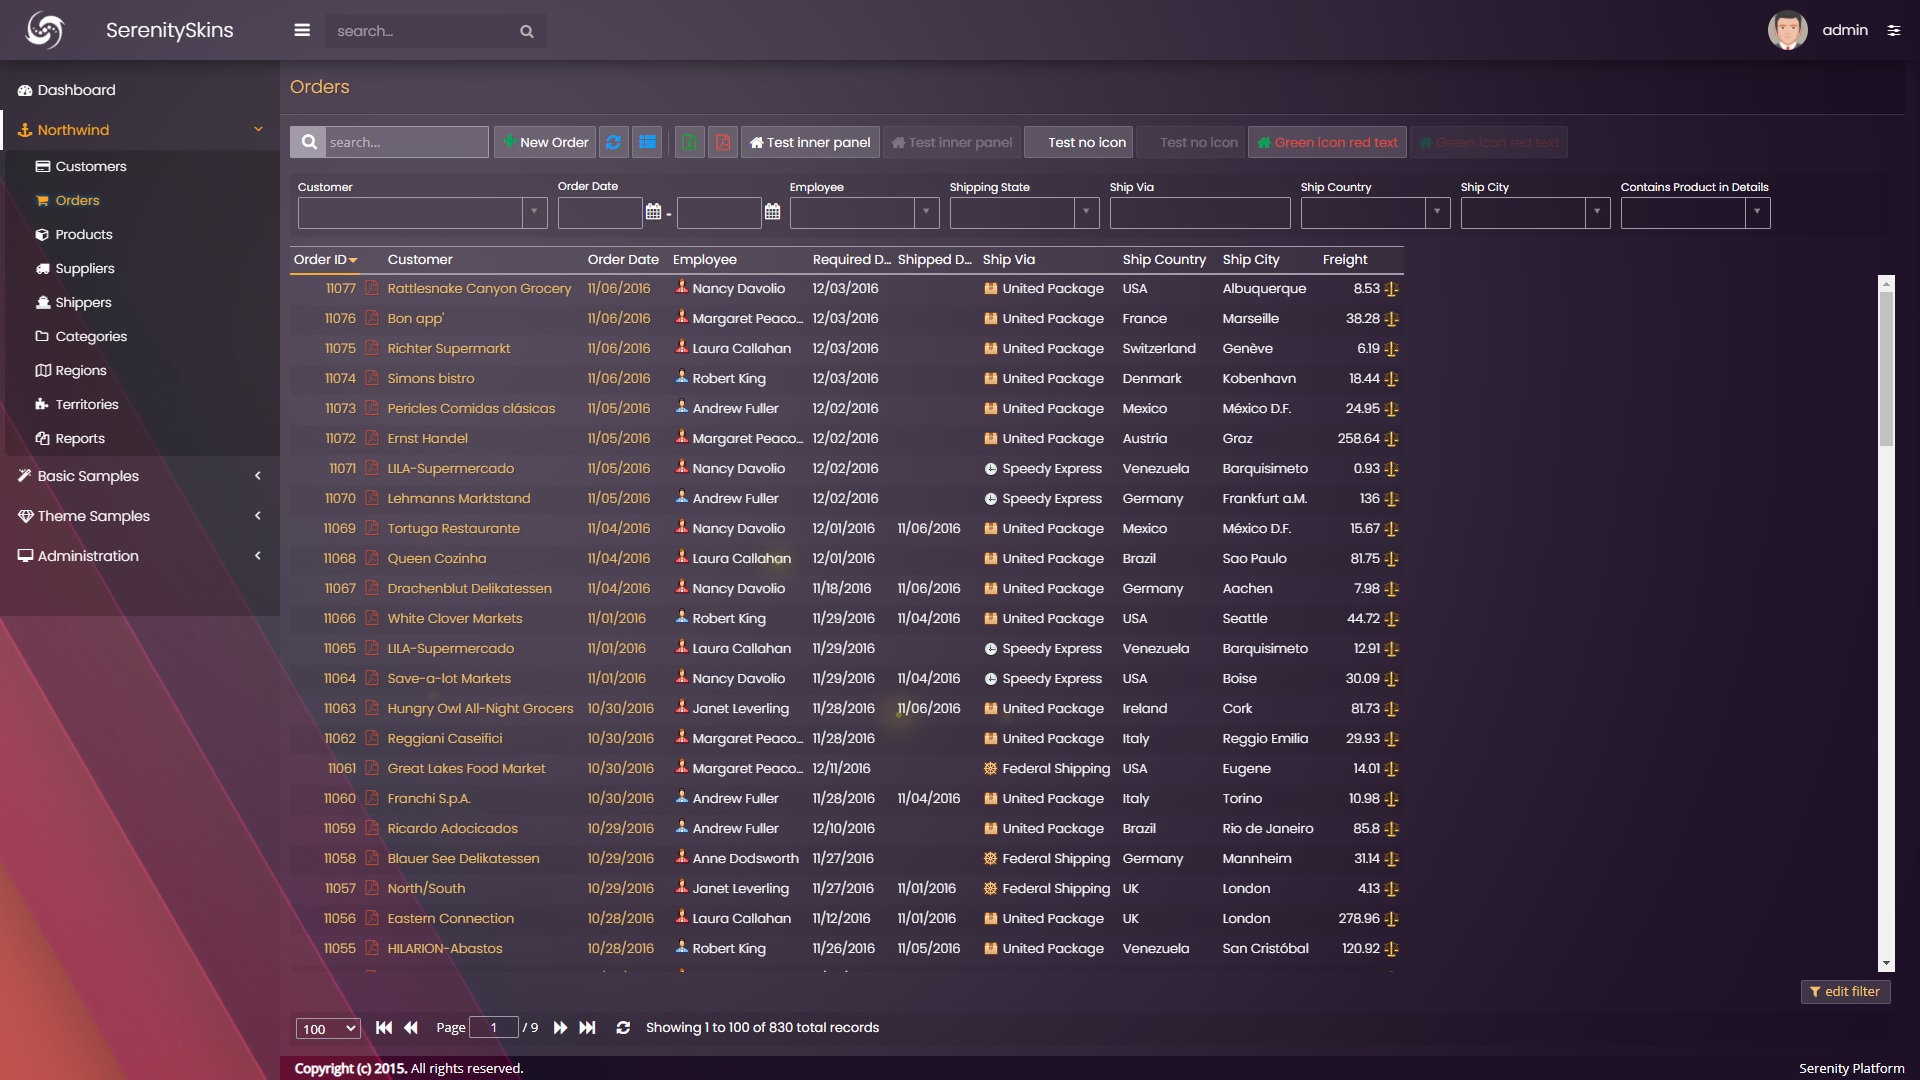 SerenitySkins
search...
admin
Dashboard
Northwind
Customers
Orders
Products
Suppliers
Shippers
Categories
Regions
Territories
Reports
Basic Samples
Theme Samples
Administration
Orders
search... New Order Test inner panel Test inner panel Test no icon Test no icon Green icon red text Green icon red text
Customer Order Date Employee Shipping State Ship Via Ship Country Ship City Contains Product in Details
-
Order ID Customer Order Date Employee Required D... Shipped D... Ship Via Ship Country Ship City Freight
11077 Rattlesnake Canyon Grocery 11/06/2016 Nancy Davolio 12/03/2016 United Package USA Albuquerque 8.53
11076 Bon app' 11/06/2016 Margaret Peaco... 12/03/2016 United Package France Marseille 38.28
11075 Richter Supermarkt 11/06/2016 Laura Callahan 12/03/2016 United Package Switzerland Genève 6.19
11074 Simons bistro 11/06/2016 Robert King 12/03/2016 United Package Denmark Kobenhavn 18.44
11073 Pericles Comidas clásicas 11/05/2016 Andrew Fuller 12/02/2016 United Package Mexico México D.F. 24.95
11072 Ernst Handel 11/05/2016 Margaret Peaco... 12/02/2016 United Package Austria Graz 258.64
11071 LILA-Supermercado 11/05/2016 Nancy Davolio 12/02/2016 Speedy Express Venezuela Barquisimeto 0.93
11070 Lehmanns Marktstand 11/05/2016 Andrew Fuller 12/02/2016 Speedy Express Germany Frankfurt a.M. 136
11069 Tortuga Restaurante 11/04/2016 Nancy Davolio 12/01/2016 11/06/2016 United Package Mexico México D.F. 15.67
11068 Queen Cozinha 11/04/2016 Laura Callahan 12/01/2016 United Package Brazil Sao Paulo 81.75
11067 Drachenblut Delikatessen 11/04/2016 Nancy Davolio 11/18/2016 11/06/2016 United Package Germany Aachen 7.98
11066 White Clover Markets 11/01/2016 Robert King 11/29/2016 11/04/2016 United Package USA Seattle 44.72
11065 LILA-Supermercado 11/01/2016 Laura Callahan 11/29/2016 Speedy Express Venezuela Barquisimeto 12.91
11064 Save-a-lot Markets 11/01/2016 Nancy Davolio 11/29/2016 11/04/2016 Speedy Express USA Boise 30.09
11063 Hungry Owl All-Night Grocers 10/30/2016 Janet Leverling 11/28/2016 11/06/2016 United Package Ireland Cork 81.73
11062 Reggiani Caseifici 10/30/2016 Margaret Peaco... 11/28/2016 United Package Italy Reggio Emilia 29.93
11061 Great Lakes Food Market 10/30/2016 Margaret Peaco... 12/11/2016 Federal Shipping USA Eugene 14.01
11060 Franchi S.p.A. 10/30/2016 Andrew Fuller 11/28/2016 11/04/2016 United Package Italy Torino 10.98
11059 Ricardo Adocicados 10/29/2016 Andrew Fuller 12/10/2016 United Package Brazil Rio de Janeiro 85.8
11058 Blauer See Delikatessen 10/29/2016 Anne Dodsworth 11/27/2016 Federal Shipping Germany Mannheim 31.14
11057 North/South 10/29/2016 Janet Leverling 11/27/2016 11/01/2016 Federal Shipping UK London 4.13
11056 Eastern Connection 10/28/2016 Laura Callahan 11/12/2016 11/01/2016 United Package UK London 278.96
11055 HILARION-Abastos 10/28/2016 Robert King 11/26/2016 11/05/2016 United Package Venezuela San Cristóbal 120.92
edit filter
100 Page 1 / 9 Showing 1 to 100 of 830 total records
Copyright (c) 2015. All rights reserved. Serenity Platform